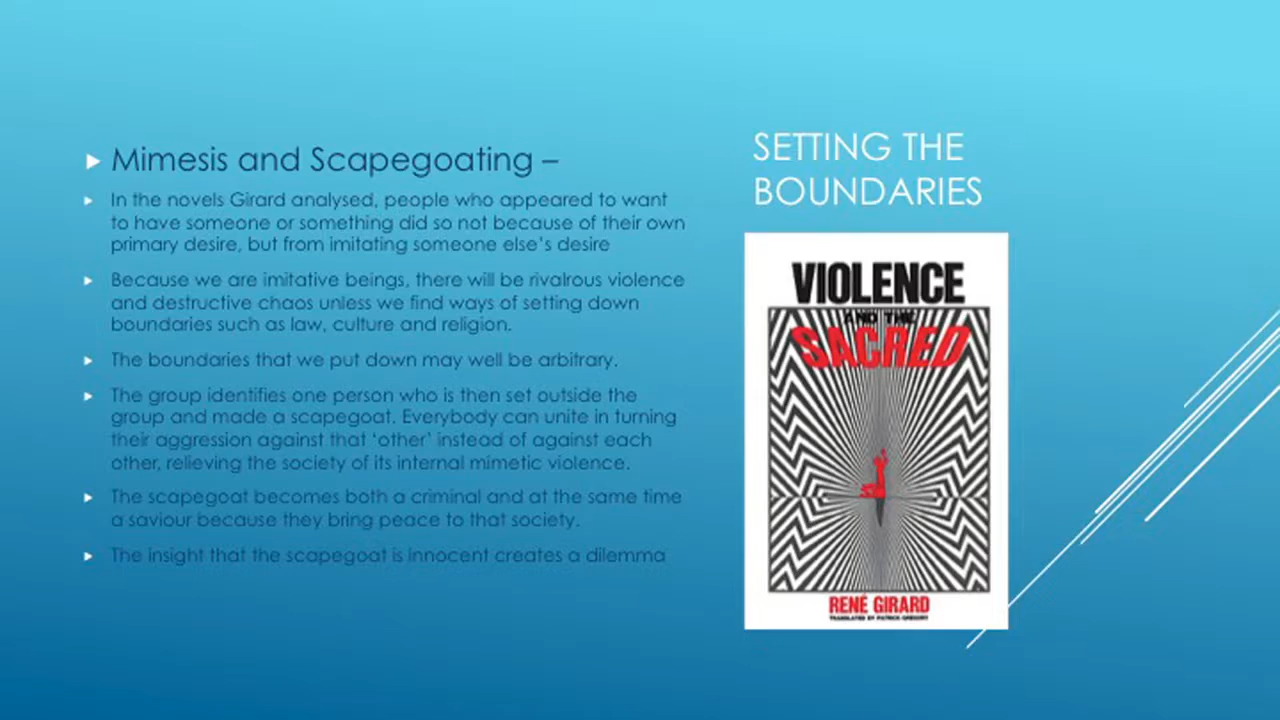 Mimesis and Scapegoating –
In the novels Girard analysed, people who appeared to want
to have someone or something did so not because of their own
primary desire, but from imitating someone else's desire
Because we are imitative beings, there will be rivalrous violence
and destructive chaos unless we find ways of setting down
boundaries such as law, culture and religion.
The boundaries that we put down may well be arbitrary.
The group identifies one person who is then set outside the
group and made a scapegoat. Everybody can unite in turning
their aggression against that ‘other’ instead of against each
other, relieving the society of its internal mimetic violence.
The scapegoat becomes both a criminal and at the same time
a saviour because they bring peace to that society.
The insight that the scapegoat is innocent creates a dilemma
SETTING THE
BOUNDARIES
VIOLENCE
AND THE
SACRED
RENÉ GIRARD
TRANSLATED BY PATRICK GREGORY